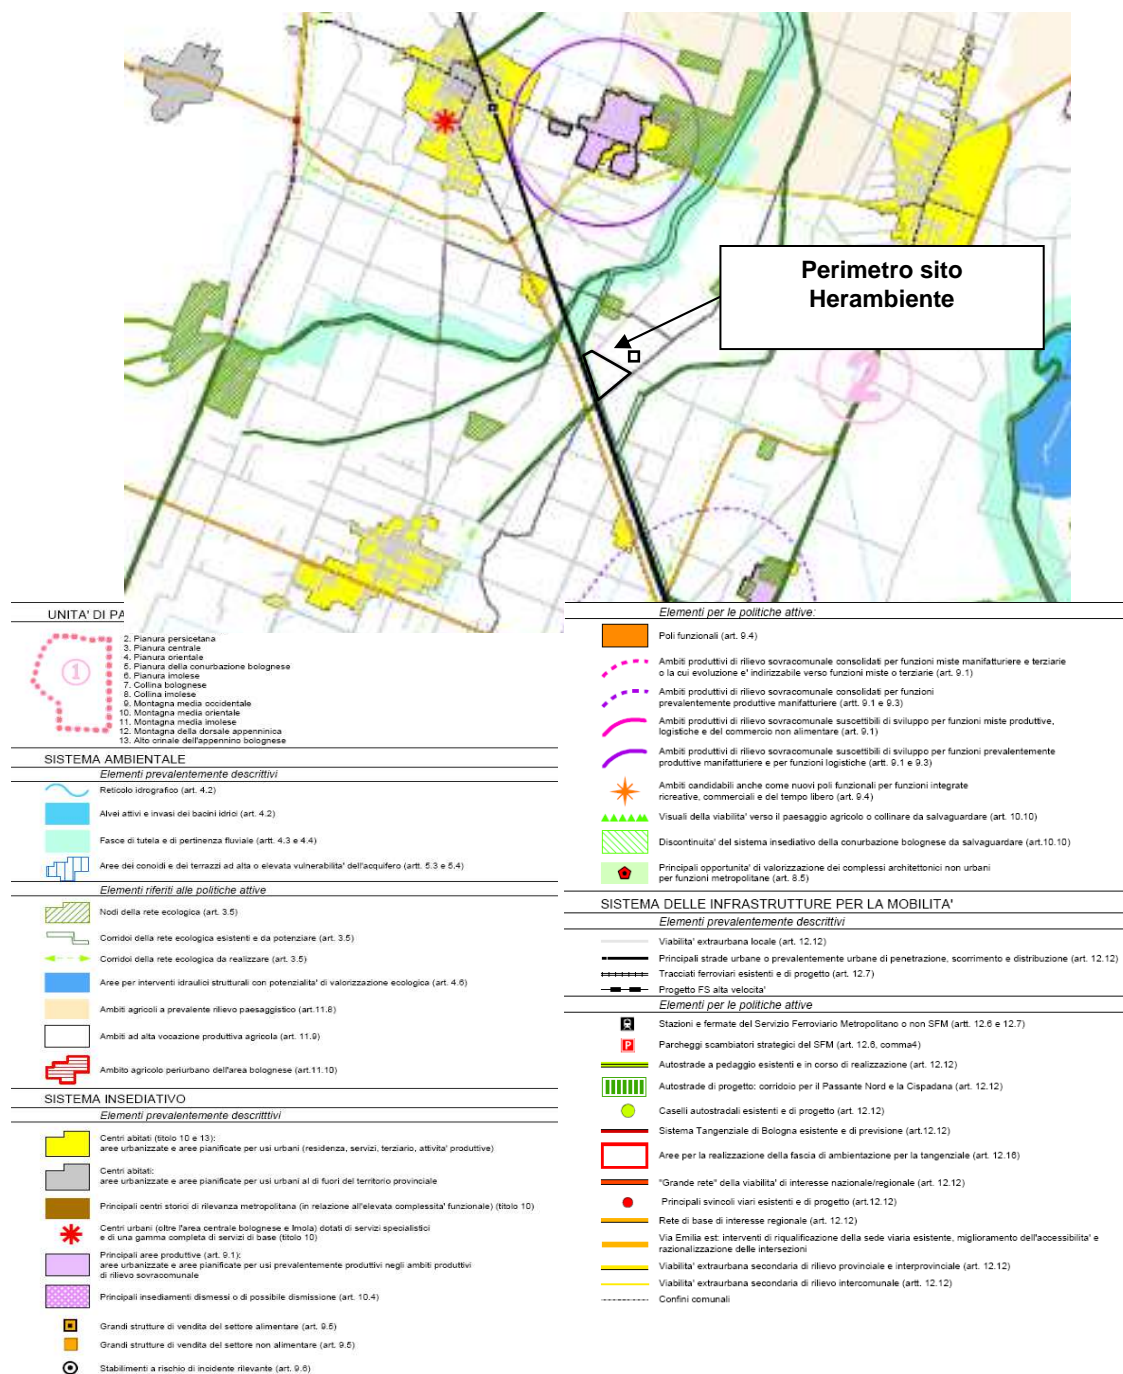 Perimetro sito
Herambiente
2
UNITA' DI PA
1
2. Pianura persicetana
3. Pianura centrale
4. Pianura orientale
5. Pianura della conurbazione bolognese
6. Pianura imolese
7. Collina bolognese
8. Collina imolese
9. Montagna media occidentale
10. Montagna media orientale
11. Montagna media imolese
12. Montagna della dorsale appenninica
13. Alto crinale dell'appennino bolognese
SISTEMA AMBIENTALE
Elementi prevalentemente descrittivi
Reticolo idrografico (art. 4.2)
Alvei attivi e invasi dei bacini idrici (art. 4.2)
Fasce di tutela e di pertinenza fluviale (artt. 4.3 e 4.4)
Aree dei conoidi e dei terrazzi ad alta o elevata vulnerabilita' dell'acquifero (artt. 5.3 e 5.4)
Elementi riferiti alle politiche attive
Nodi della rete ecologica (art. 3.5)
Corridoi della rete ecologica esistenti e da potenziare (art. 3.5)
Corridoi della rete ecologica da realizzare (art. 3.5)
Aree per interventi idraulici strutturali con potenzialita' di valorizzazione ecologica (art. 4.6)
Ambiti agricoli a prevalente rilievo paesaggistico (art.11.8)
Ambiti ad alta vocazione produttiva agricola (art. 11.9)
Ambito agricolo periurbano dell'area bolognese (art.11.10)
SISTEMA INSEDIATIVO
Elementi prevalentemente descritttivi
Centri abitati (titolo 10 e 13):
aree urbanizzate e aree pianificate per usi urbani (residenza, servizi, terziario, attivita' produttive)
Centri abitati:
aree urbanizzate e aree pianificate per usi urbani al di fuori del territorio provinciale
Principali centri storici di rilevanza metropolitana (in relazione all'elevata complessita' funzionale) (titolo 10)
Centri urbani (oltre l'area centrale bolognese e Imola) dotati di servizi specialistici
e di una gamma completa di servizi di base (titolo 10)
Principali aree produttive (art. 9.1):
aree urbanizzate e aree pianificate per usi prevalentemente produttivi negli ambiti produttivi
di rilievo sovracomunale
Principali insediamenti dismessi o di possibile dismissione (art. 10.4)
Grandi strutture di vendita del settore alimentare (art. 9.5)
Grandi strutture di vendita del settore non alimentare (art. 9.5)
Stabilimenti a rischio di incidente rilevante (art. 9.6)
Elementi per le politiche attive:
Poli funzionali (art. 9.4)
Ambiti produttivi di rilievo sovracomunale consolidati per funzioni miste manifatturiere e terziarie
o la cui evoluzione e' indirizzabile verso funzioni miste o terziarie (art. 9.1)
Ambiti produttivi di rilievo sovracomunale consolidati per funzioni
prevalentemente produttive manifatturiere (artt. 9.1 e 9.3)
Ambiti produttivi di rilievo sovracomunale suscettibili di sviluppo per funzioni miste produttive,
logistiche e del commercio non alimentare (art. 9.1)
Ambiti produttivi di rilievo sovracomunale suscettibili di sviluppo per funzioni prevalentemente
produttive manifatturiere e per funzioni logistiche (artt. 9.1 e 9.3)
Ambiti candidabili anche come nuovi poli funzionali per funzioni integrate
ricreative, commerciali e del tempo libero (art. 9.4)
Visuali della viabilita' verso il paesaggio agricolo o collinare da salvaguardare (art. 10.10)
Discontinuita' del sistema insediativo della conurbazione bolognese da salvaguardare (art.10.10)
Principali opportunita' di valorizzazione dei complessi architettonici non urbani
per funzioni metropolitane (art. 8.5)
SISTEMA DELLE INFRASTRUTTURE PER LA MOBILITA'
Elementi prevalentemente descrittivi
Viabilita' extraurbana locale (art. 12.12)
Principali strade urbane o prevalentemente urbane di penetrazione, scorrimento e distribuzione (art. 12.12)
Tracciati ferroviari esistenti e di progetto (art. 12.7)
Progetto FS alta velocita'
Elementi per le politiche attive
Stazioni e fermate del Servizio Ferroviario Metropolitano o non SFM (artt. 12.6 e 12.7)
P
Parcheggi scambiatori strategici del SFM (art. 12.6, comma4)
Autostrade a pedaggio esistenti e in corso di realizzazione (art. 12.12)
Autostrade di progetto: corridoio per il Passante Nord e la Cispadana (art. 12.12)
Caselli autostradali esistenti e di progetto (art. 12.12)
Sistema Tangenziale di Bologna esistente e di previsione (art.12.12)
Aree per la realizzazione della fascia di ambientazione per la tangenziale (art. 12.16)
"Grande rete" della viabilita' di interesse nazionale/regionale (art. 12.12)
Principali svincoli viari esistenti e di progetto (art.12.12)
Rete di base di interesse regionale (art. 12.12)
Via Emilia est: interventi di riqualificazione della sede viaria esistente, miglioramento dell'accessibilita' e
razionalizzazione delle intersezioni
Viabilita' extraurbana secondaria di rilievo provinciale e interprovinciale (art. 12.12)
Viabilita' extraurbana secondaria di rilievo intercomunale (artt. 12.12)
Confini comunali